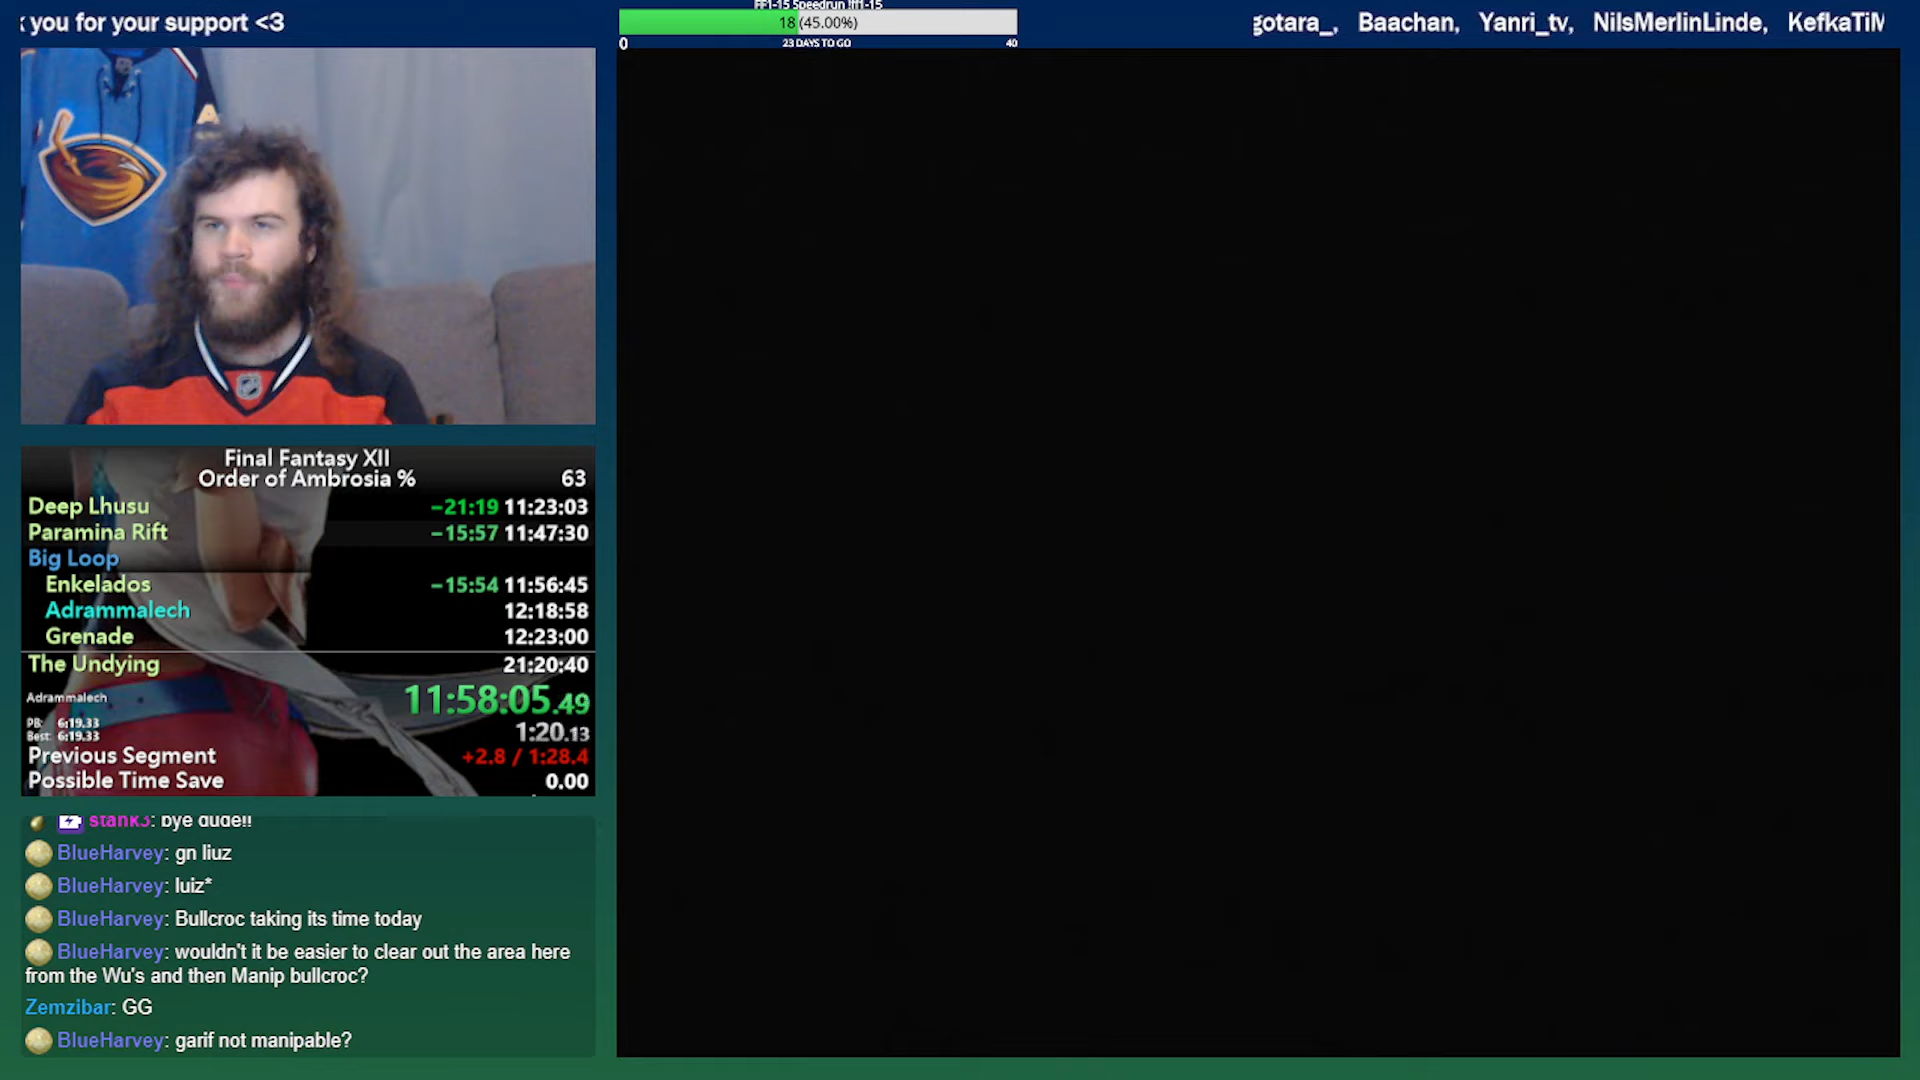 you for your support <3
FF1-15 Speedrun !ff1-15
18 (45.00%)
0
23 DAYS TO GO
40
gotara_, Baachan, Yanri_tv, NilsMerlinLinde,
Final Fantasy XII
Order of Ambrosia % 63
Deep Lhusu −21:19 11:23:03
Paramina Rift −15:57 11:47:30
Big Loop
Enkelados −15:54 11:56:45
Adrammalech 12:18:58
Grenade 12:23:00
The Undying 21:20:40
Adrammalech 11:58:05.49
PB: 6:19.33
Best: 6:19.33 1:20.13
Previous Segment +2.8 / 1:28.4
Possible Time Save 0.00
stank3: bye dude!!
BlueHarvey: gn liuz
BlueHarvey: luiz*
BlueHarvey: Bullcroc taking its time today
BlueHarvey: wouldn't it be easier to clear out the area here
from the Wu's and then Manip bullcroc?
Zemzibar: GG
BlueHarvey: garif not manipable?